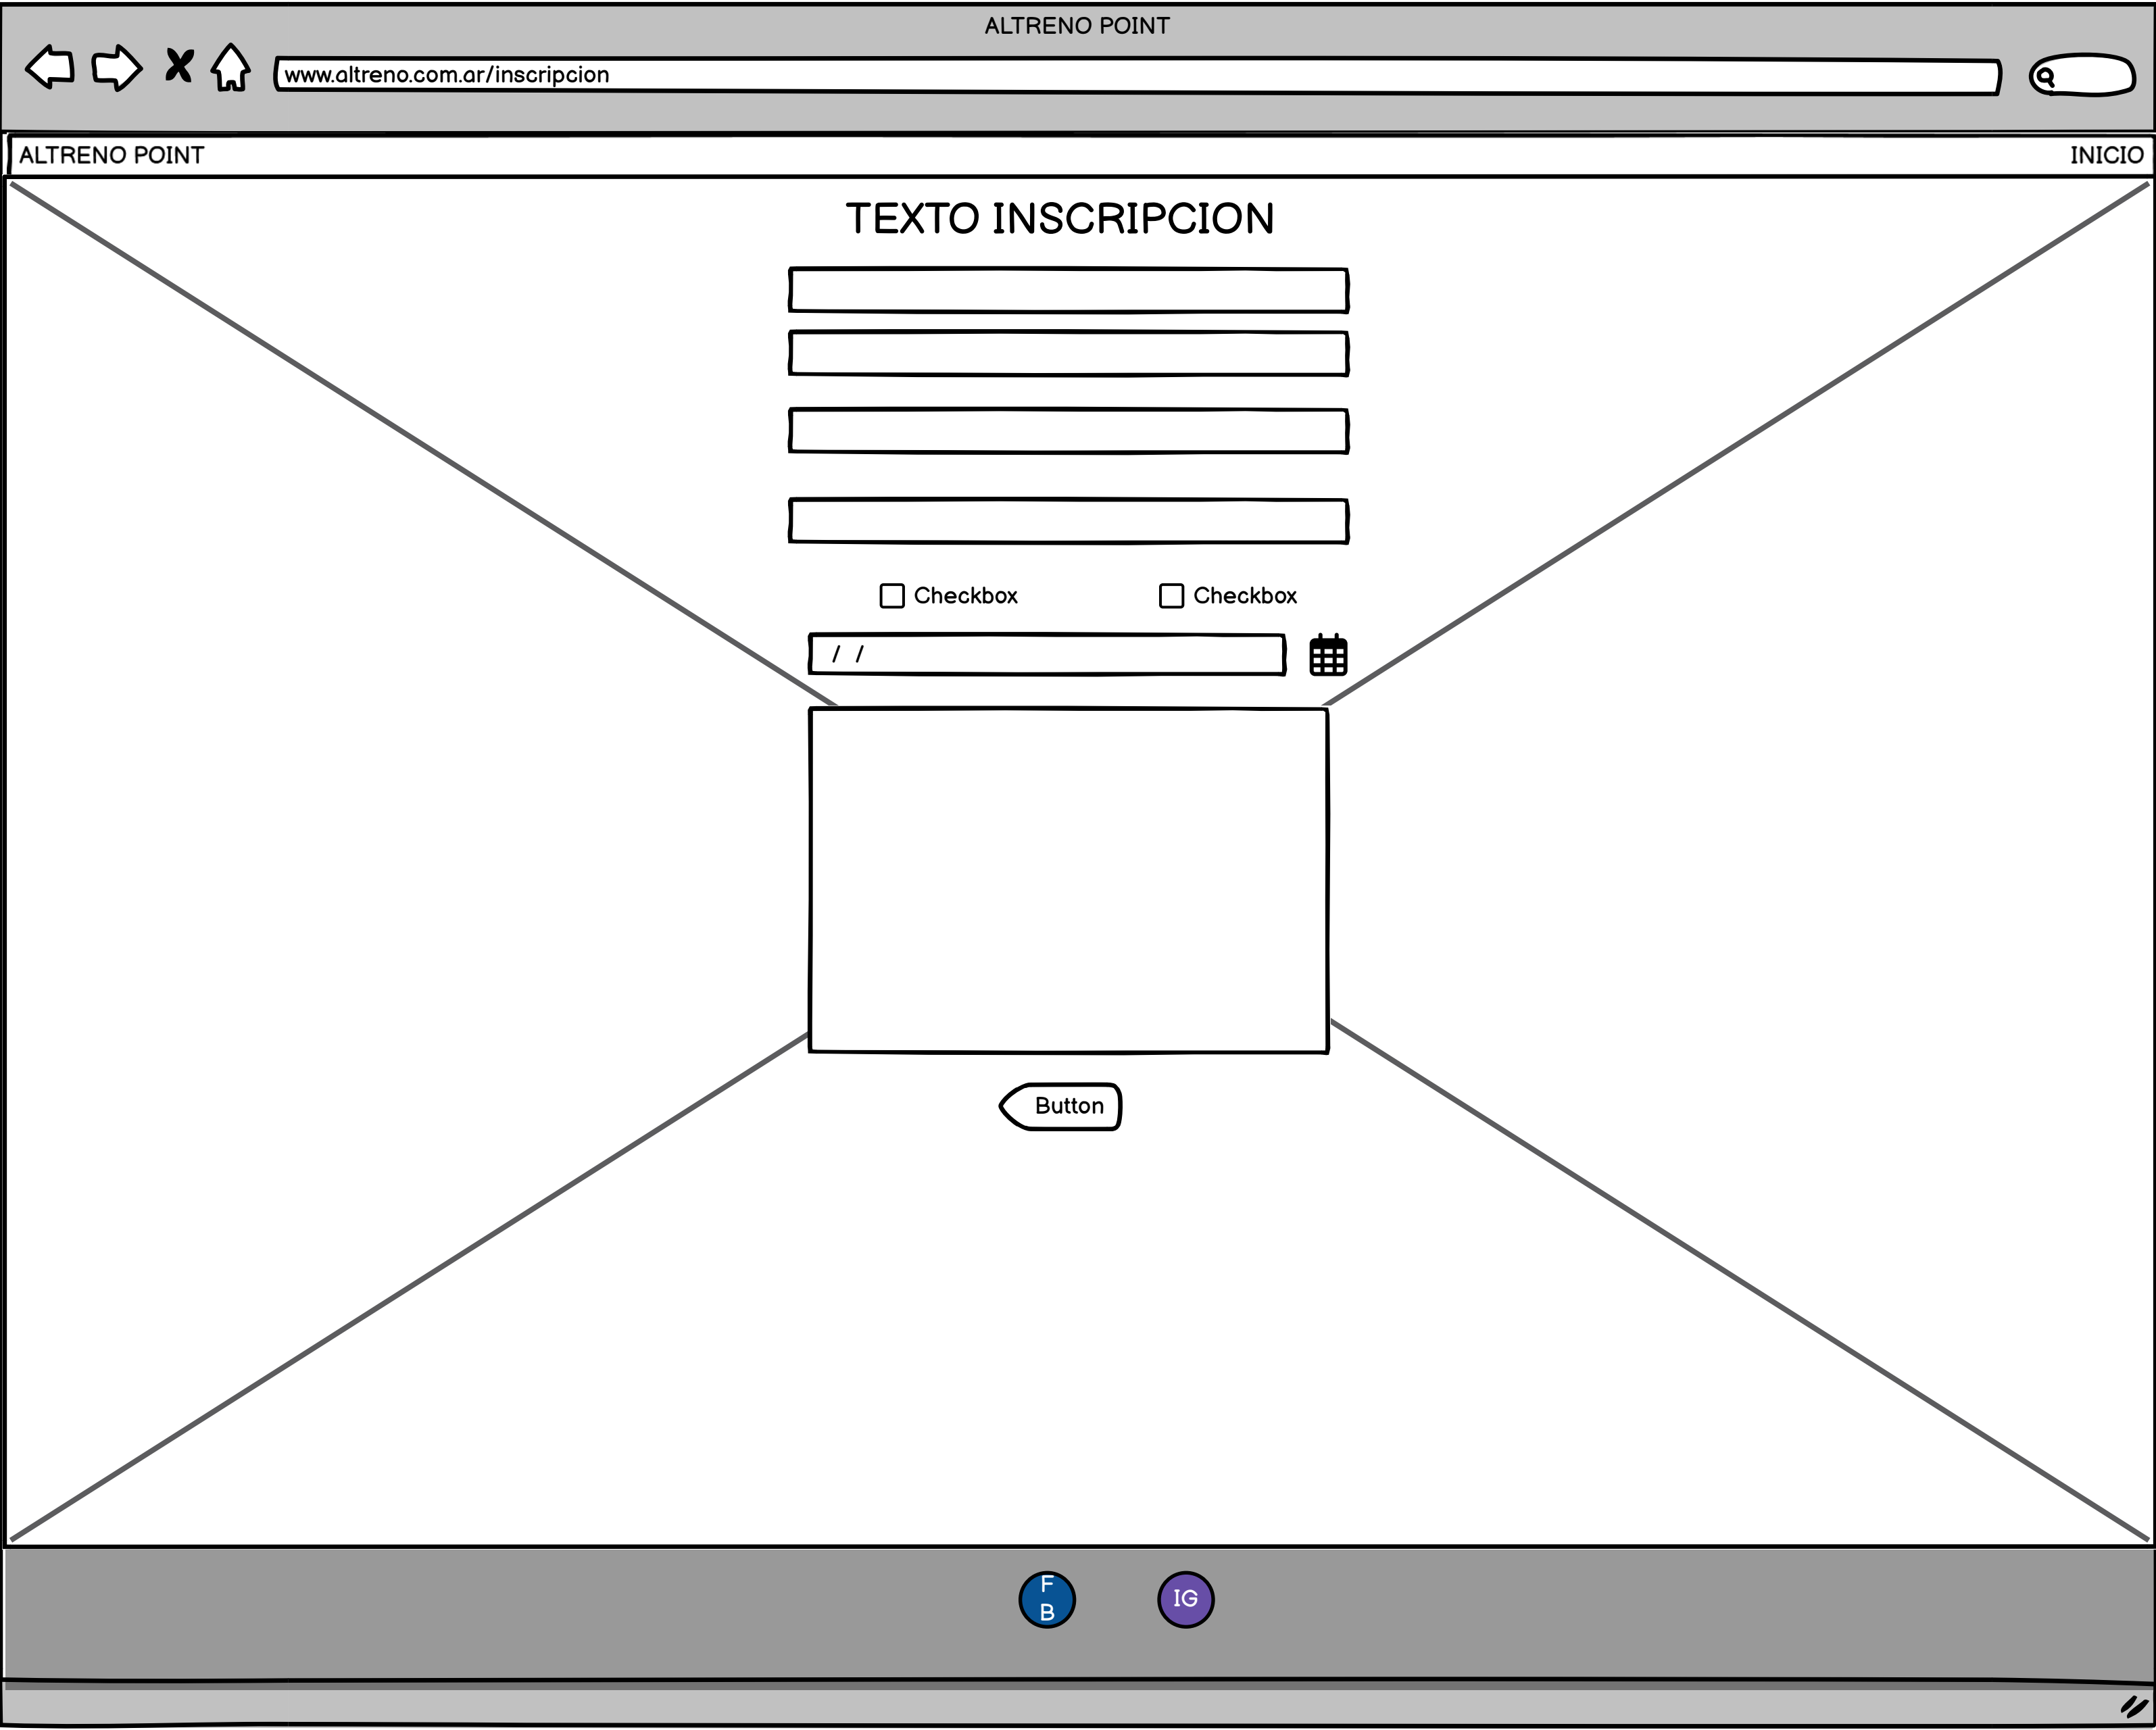 ALTRENO POINT
www.altreno.com.ar/inscripcion
ALTRENO POINT
INICIO
TEXTO INSCRIPCION
Checkbox
Checkbox
/ /
Button
F
B
IG